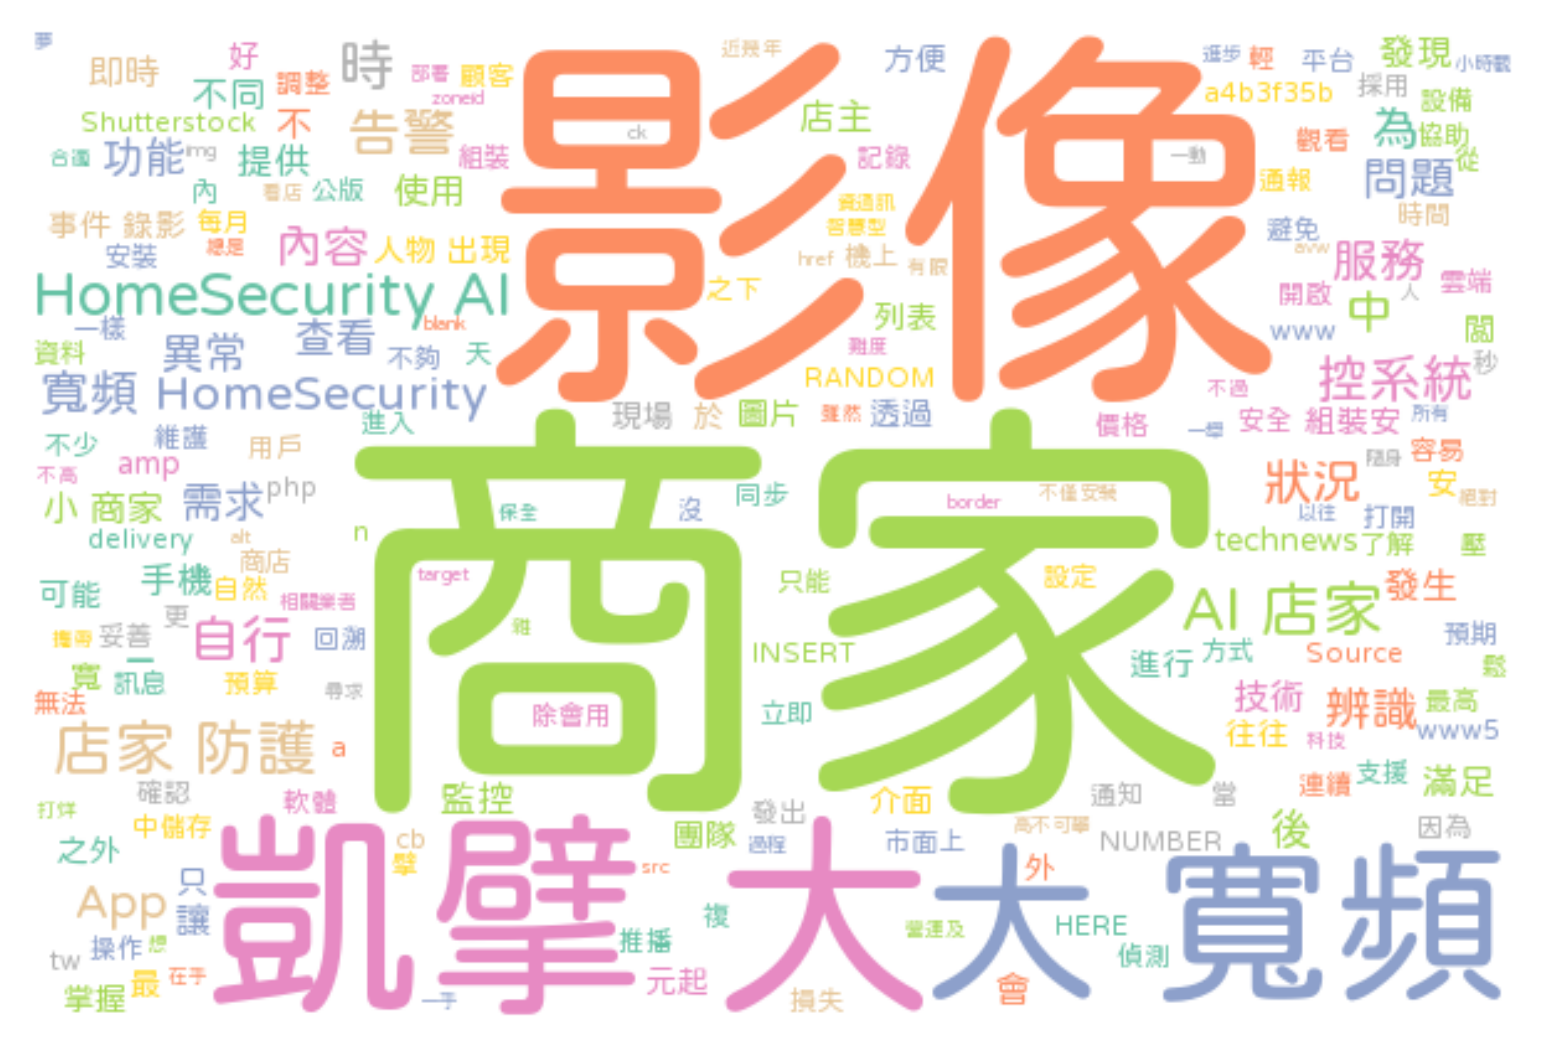 夢
好
時
近幾年
方便
進步
輕
平台
發現
小時觀
即時
不同
調整
部署
顧客
zoneid
影像
a4b3f35b
採用
設備
Shutterstock
不
告警
ck
店主
觀看
為
協助
合適
功能
img
提供
組裝
記錄
一動
從
內
看店
公版
使用
通報
問題
事件 錄影
每月
資通訊
智慧型
時間
安裝
總是
內容
人物 出現
href
機上
有限
避免
avw
服務
HomeSecurity AI
之下
開啟
人
雲端
一樣
blank
列表
www
中
闆
資料
異常
查看
不夠
天
難度
控系統
秒
寬頻 HomeSecurity
RANDOM
不過
進入
現場
於
圖片
雖然
透過
價格
安全
組裝安
所有
不少
維護
用戶
商家
容易
不高
amp
隨身
狀況
安
絕對
小 商家
需求
php
保全
沒
同步
border
不僅安裝
以往
打開
delivery
alt
n
technews
了解
壓
商店
可能
手機
自然
target
只能
設定
AI 店家
發生
更
相關業者
攜帶
妥善
自行
回溯
雜
INSERT
進行
方式
Source
預期
寬
一
訊息
預算
尋求
鬆
無法
除會用
立即
技術
辨識
最高
店家 防護
a
往往
科技
www5
確認
軟體
監控
發出
介面
通知
當
連續
支援
滿足
打烊
中儲存
之外
cb
擘
凱擘
團隊
過程
大
市面上
高不可攀
NUMBER
後
因為
src
大 寬頻
外
App
只
讓
複
營運及
HERE
tw
操作
想
推播
偵測
掌握
最
在手
一手
元起
損失
會